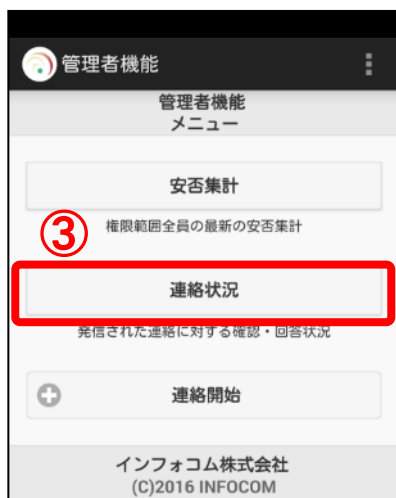 管理者機能
管理者機能
メニュー
安否集計
③
権限範囲全員の最新の安否集計
連絡状況
発信された連絡に対する確認・回答状況
連絡開始
インフォコム株式会社
(C)2016 INFOCOM